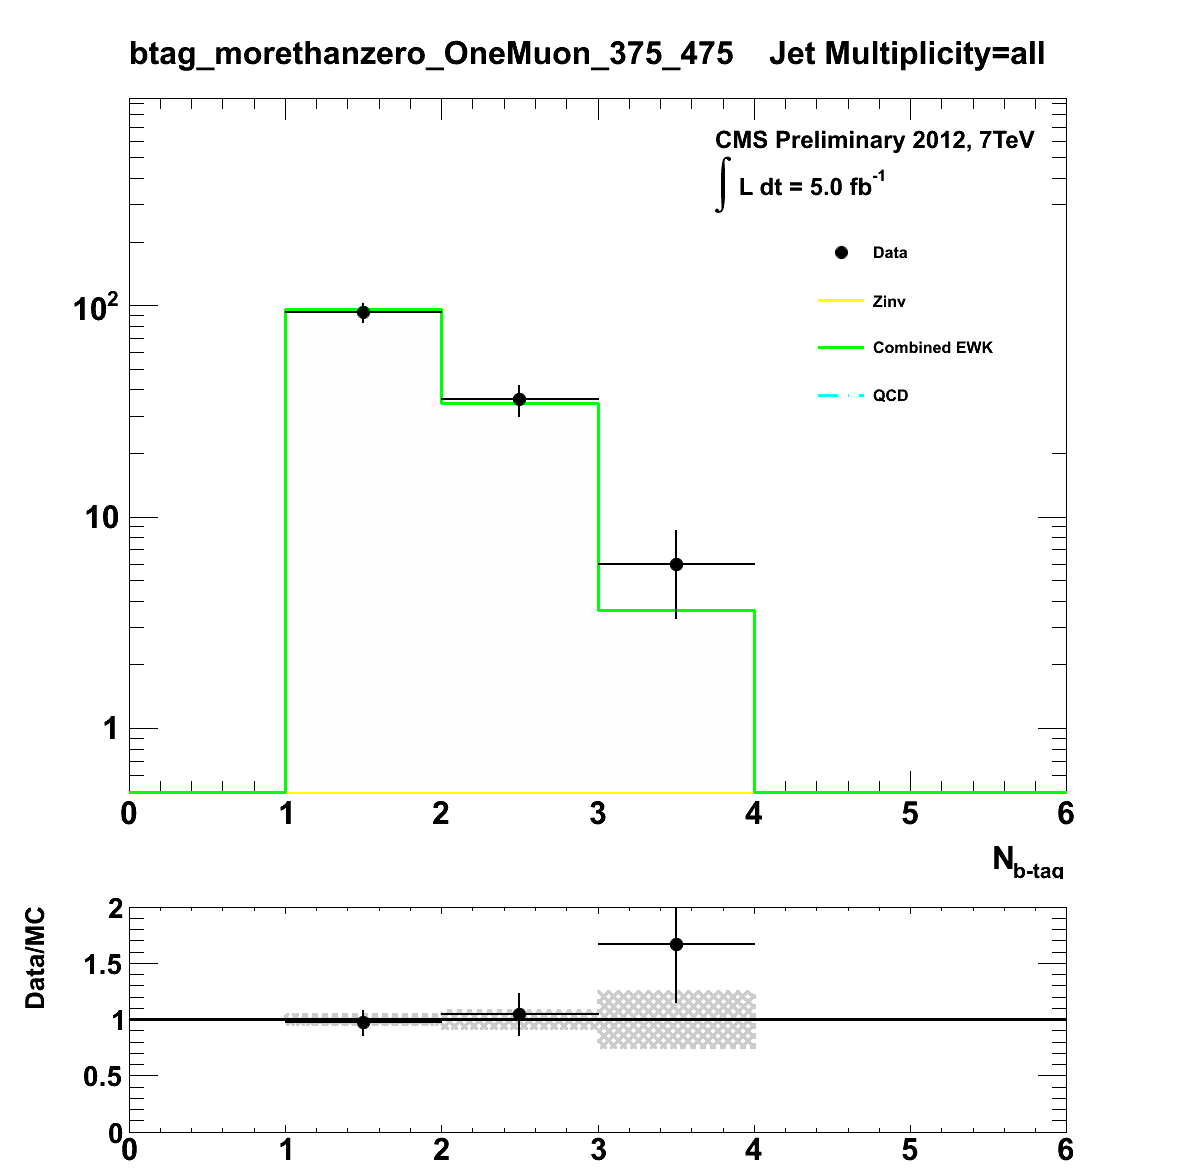 btag_morethanzero_OneMuon_375_475 Jet Multiplicity=all
CMS Preliminary 2012, 7TeV
∫ L dt = 5.0 fb⁻¹
Data
Zinv
Combined EWK
QCD
10²
10
1
0 1 2 3 4 5 6
N b-tag
Data/MC
2
1.5
1
0.5
0
0 1 2 3 4 5 6